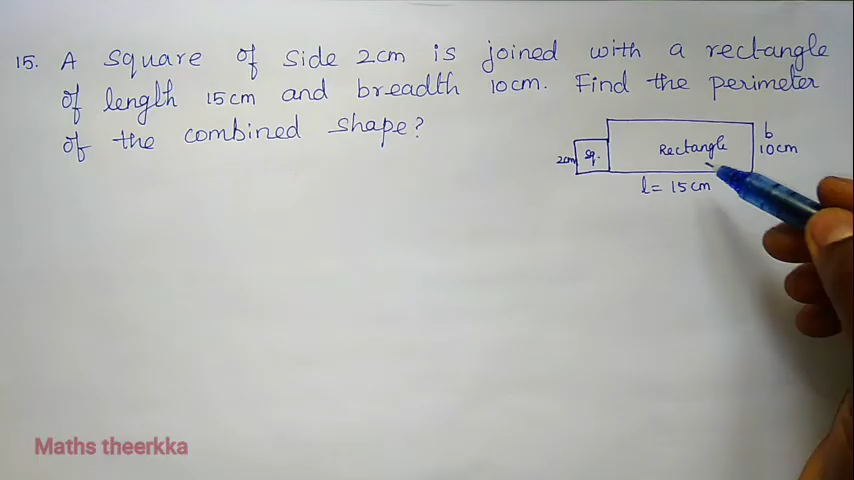 15. A square of side 2cm is joined with a rectangle
of length 15cm and breadth 10cm. Find the perimeter
of the combined shape?
b
2cm sq. Rectangle 10cm
l = 15cm
Maths theerkka